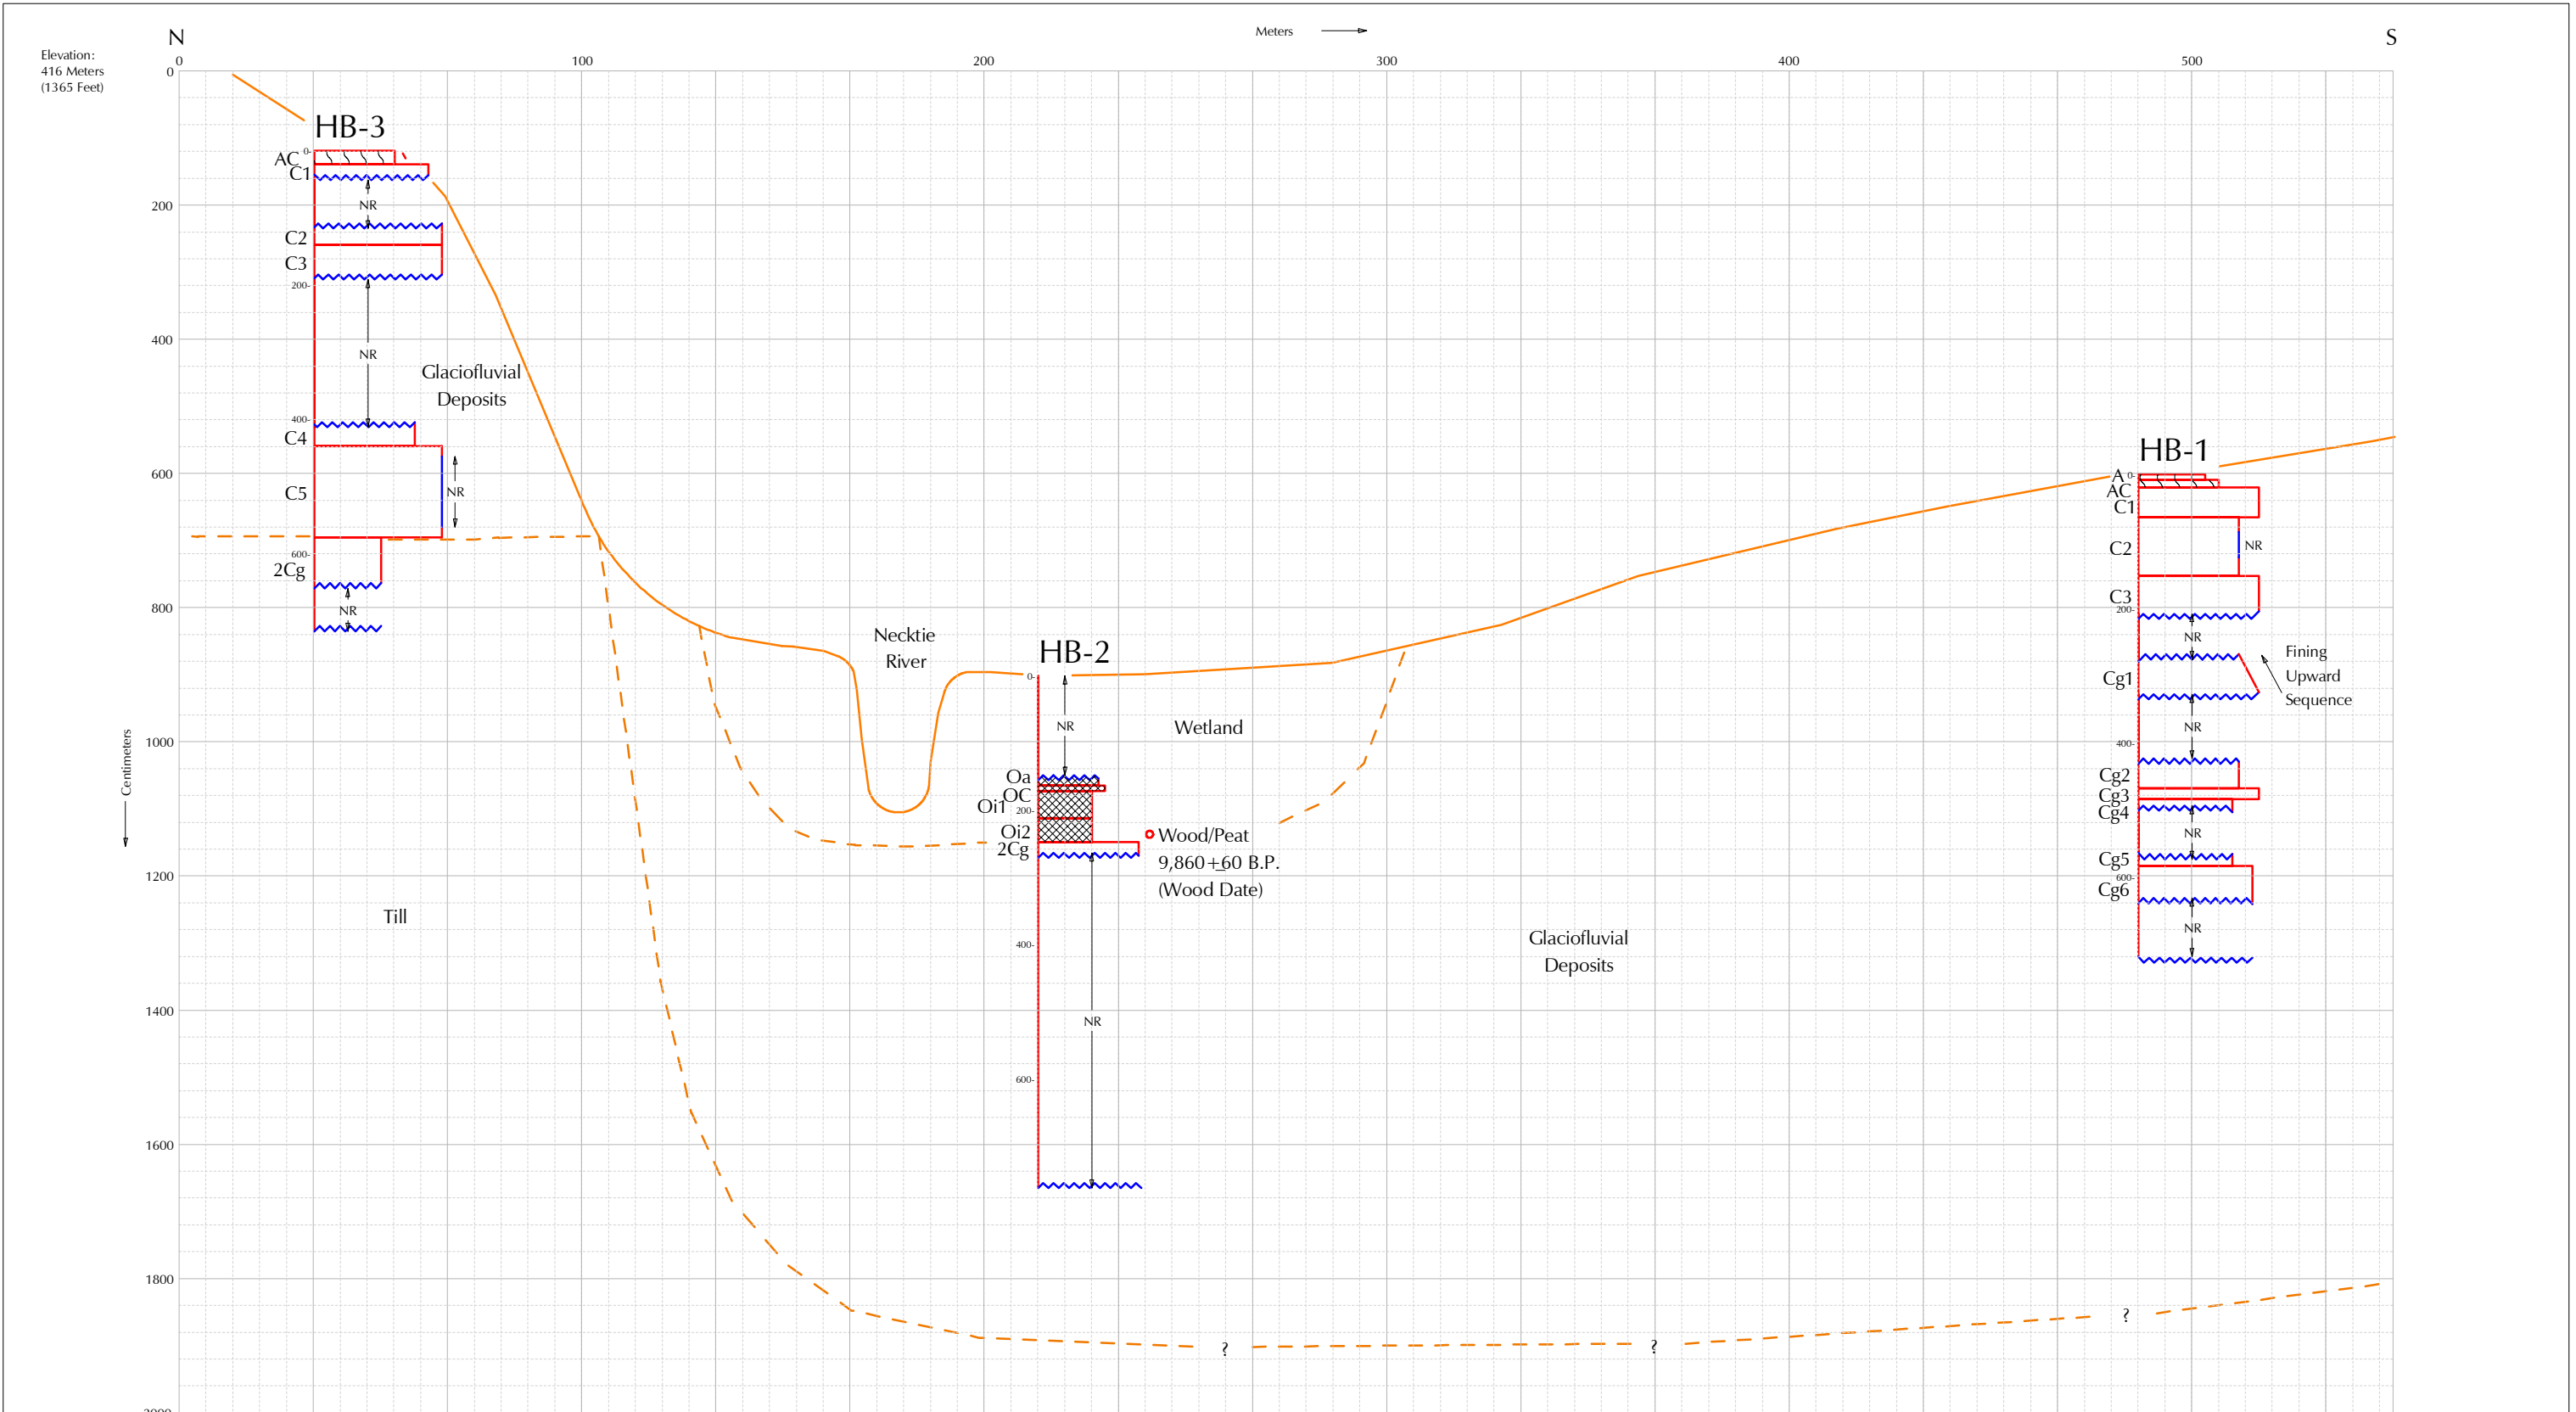 N
Meters
S
Elevation:
416 Meters
(1365 Feet)
0 100 200 300 400 500
0
HB-3
0-
AC
C1
NR
200
C2
C3
200-
NR
400
Glaciofluvial
Deposits
400-
C4
600
C5
NR
600-
2Cg
NR
800
HB-1
A 0-
AC
C1
C2
NR
C3
200-
NR
Fining
Upward
Sequence
Cg1
NR
400-
Cg2
Cg3
Cg4
NR
Cg5
600-
Cg6
NR
Necktie
River
HB-2
0-
NR
Wetland
1000
Centimeters
Oa
OC
Oi1
200-
Oi2
2Cg
Wood/Peat
9,860±60 B.P.
(Wood Date)
1200
Till
400-
Glaciofluvial
Deposits
1400
NR
600-
1600
1800
?
?
?
2000